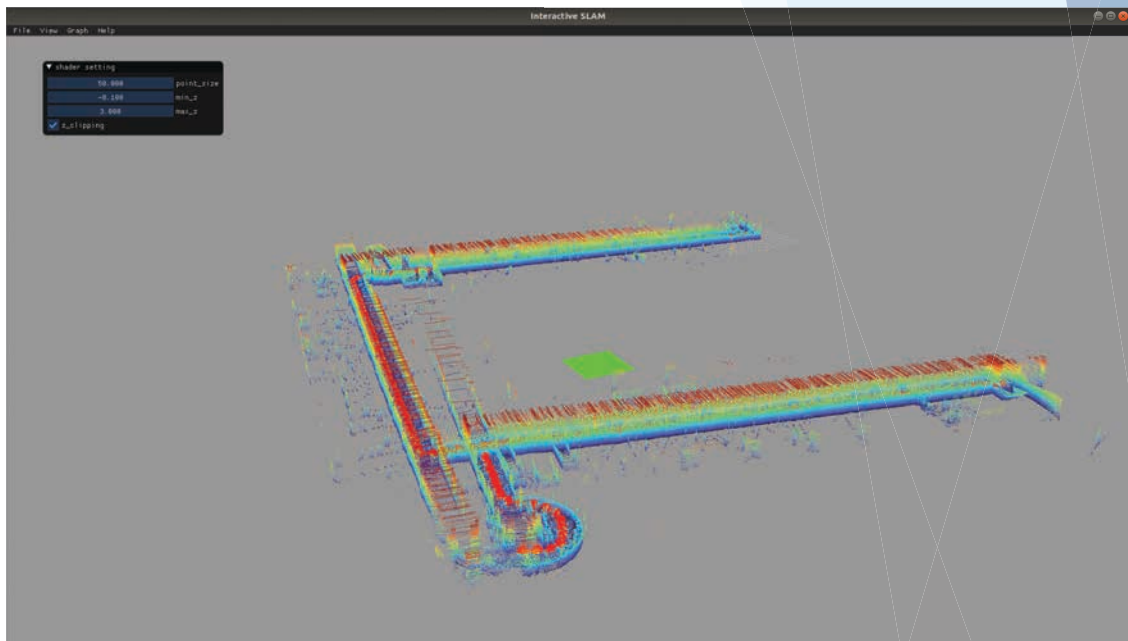 Interactive SLAM
File View Graph Help
▼ shader setting
50.000 point_size
-0.100 min_z
3.000 max_z
z_clipping